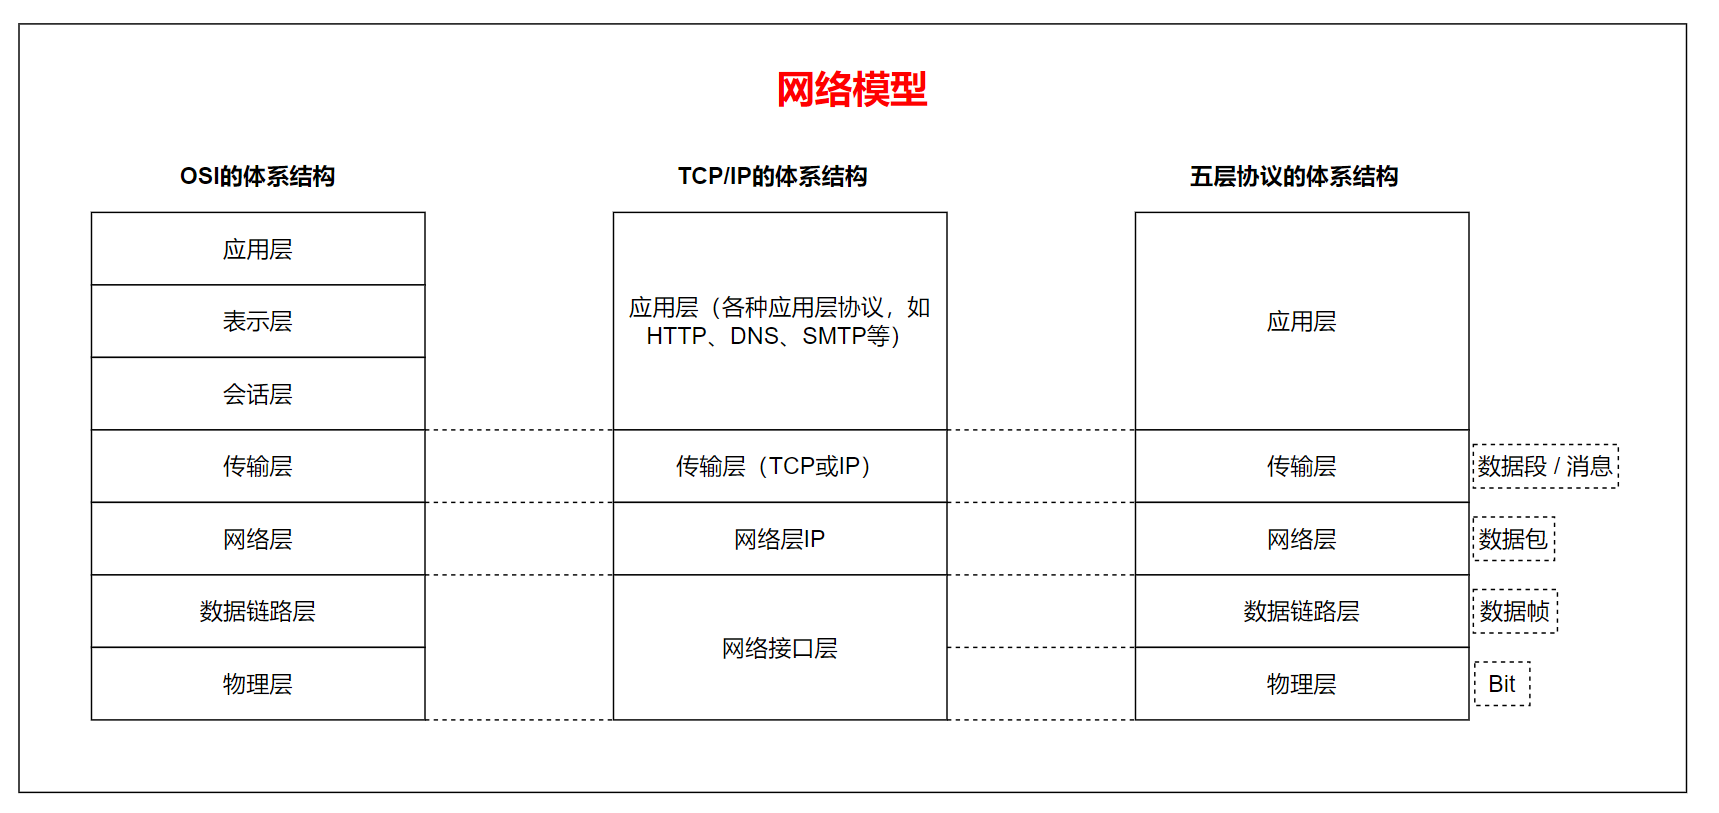 网络模型
OSI的体系结构
应用层
表示层
会话层
传输层
网络层
数据链路层
物理层
TCP/IP的体系结构
应用层（各种应用层协议，如
HTTP、DNS、SMTP等）
传输层（TCP或IP）
网络层IP
网络接口层
五层协议的体系结构
应用层
传输层
网络层
数据链路层
物理层
数据段 / 消息
数据包
数据帧
Bit